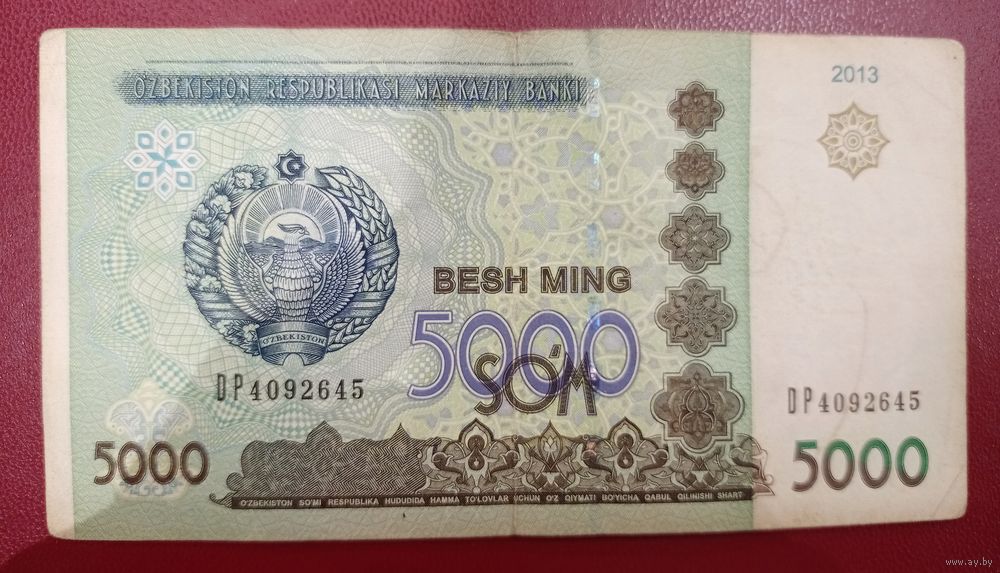 O'ZBEKISTON RESPUBLIKASI MARKAZIY BANKI
2013
O'ZBEKISTON
BESH MING
5000
SO'M
DP4092645
DP4092645
5000
5000
O'ZBEKISTON SO'MI RESPUBLIKA HUDUDIDA HAMMA TO'LOVLAR UCHUN O'Z QIYMATI BO'YICHA QABUL QILINISHI SHART
www.ay.by